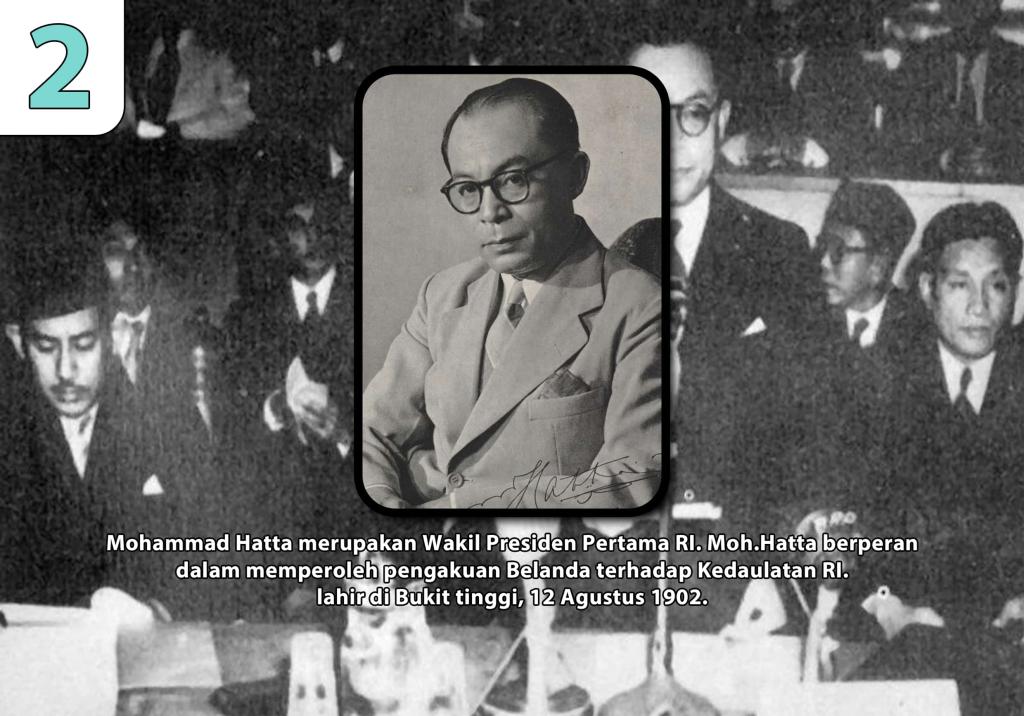 2
Hatta
Mohammad Hatta merupakan Wakil Presiden Pertama RI. Moh.Hatta berperan
dalam memperoleh pengakuan Belanda terhadap Kedaulatan RI.
lahir di Bukit tinggi, 12 Agustus 1902.